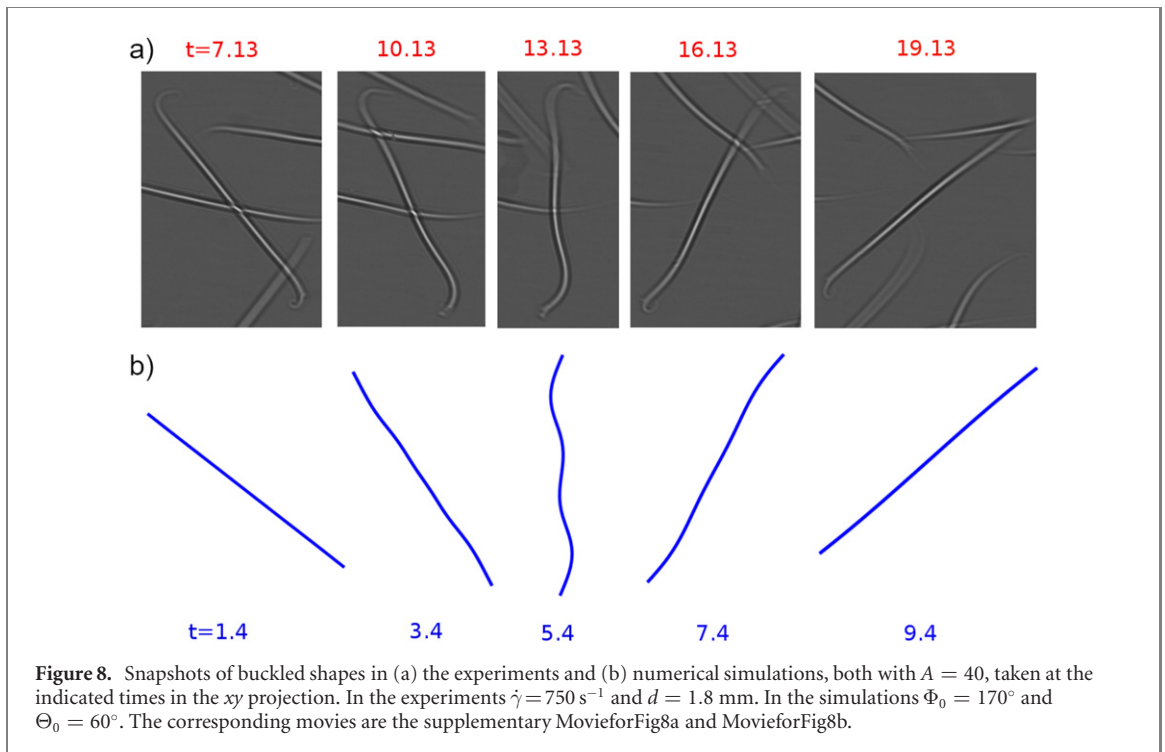 a) t=7.13 10.13 13.13 16.13 19.13
b)
t=1.4 3.4 5.4 7.4 9.4
Figure 8. Snapshots of buckled shapes in (a) the experiments and (b) numerical simulations, both with A = 40, taken at the
indicated times in the xy projection. In the experiments γ̇ = 750 s⁻¹ and d = 1.8 mm. In the simulations Φ₀ = 170° and
Θ₀ = 60°. The corresponding movies are the supplementary MovieforFig8a and MovieforFig8b.